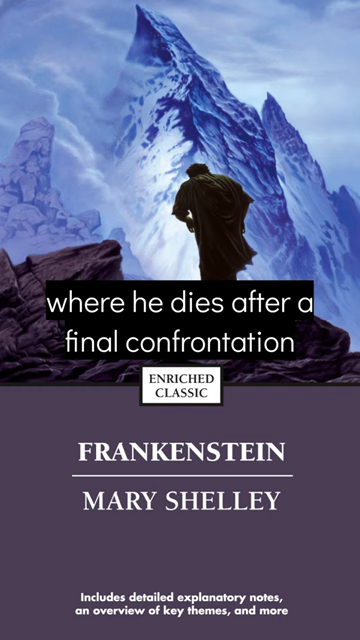 where he dies after a
final confrontation
ENRICHED
CLASSIC
FRANKENSTEIN
MARY SHELLEY
Includes detailed explanatory notes,
an overview of key themes, and more